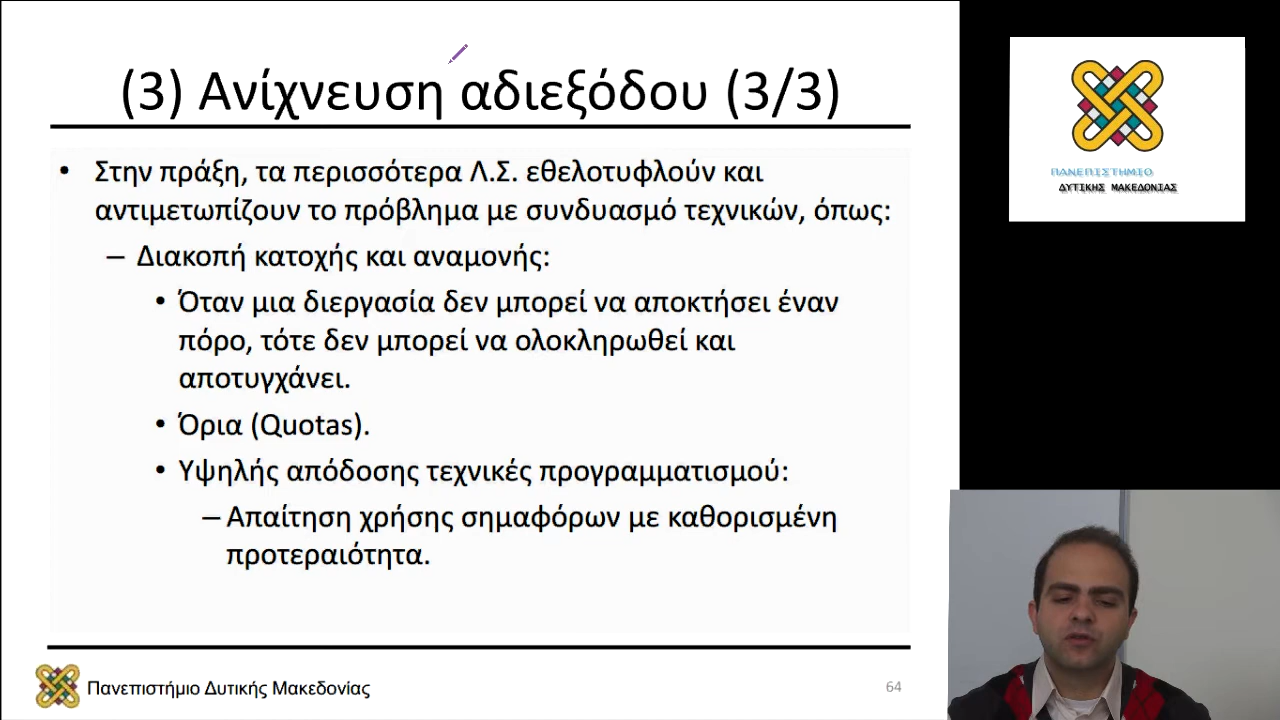 (3) Ανίχνευση αδιεξόδου (3/3)
• Στην πράξη, τα περισσότερα Λ.Σ. εθελοτυφλούν και
αντιμετωπίζουν το πρόβλημα με συνδυασμό τεχνικών, όπως:
– Διακοπή κατοχής και αναμονής:
• Όταν μια διεργασία δεν μπορεί να αποκτήσει έναν
πόρο, τότε δεν μπορεί να ολοκληρωθεί και
αποτυγχάνει.
• Όρια (Quotas).
• Υψηλής απόδοσης τεχνικές προγραμματισμού:
– Απαίτηση χρήσης σημαφόρων με καθορισμένη
προτεραιότητα.
Πανεπιστήμιο Δυτικής Μακεδονίας
64
ΠΑΝΕΠΙΣΤΗΜΙΟ
ΔΥΤΙΚΗΣ ΜΑΚΕΔΟΝΙΑΣ